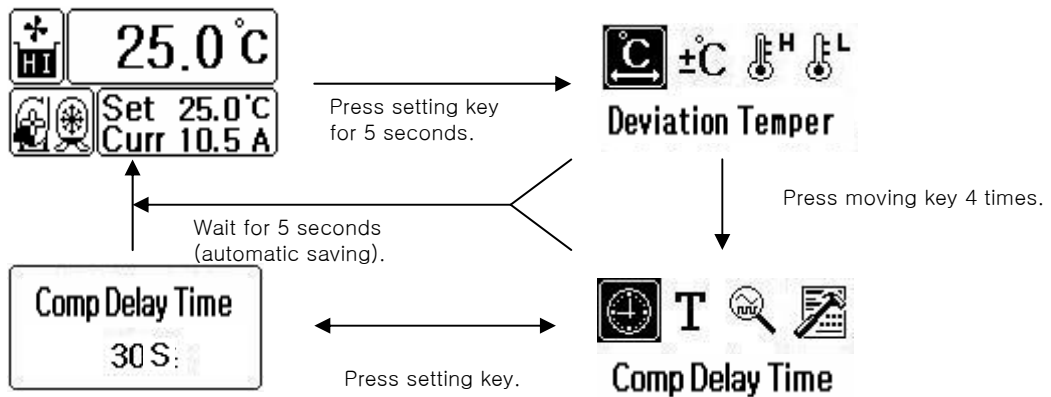 HI
25.0°C
Set 25.0°C
Curr 10.5 A
Press setting key
for 5 seconds.
°C ±°C H L
Deviation Temper
Press moving key 4 times.
Wait for 5 seconds
(automatic saving).
Comp Delay Time
30 S
Press setting key.
T
Comp Delay Time